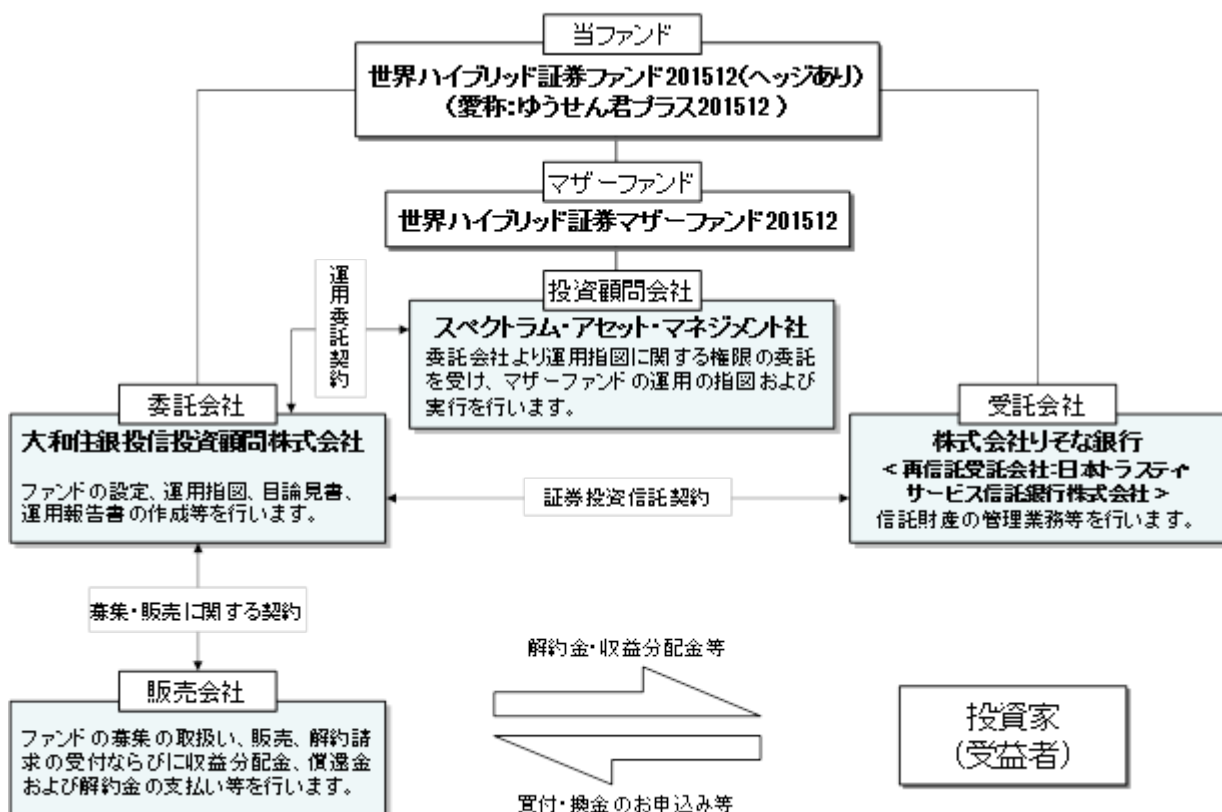 当ファンド
世界ハイブリッド証券ファンド201512(ヘッジあり)
(愛称:ゆうせん君プラス201512 )
マザーファンド
世界ハイブリッド証券マザーファンド201512
運用委託契約
投資顧問会社
スペクトラム・アセット・マネジメント社
委託会社より運用指図に関する権限の委託
を受け、マザーファンドの運用の指図および
実行を行います。
委託会社
大和住銀投信投資顧問株式会社
ファンドの設定、運用指図、目論見書、
運用報告書の作成等を行います。
証券投資信託契約
受託会社
株式会社りそな銀行
< 再信託受託会社:日本トラスティ
サービス信託銀行株式会社 >
信託財産の管理業務等を行います。
募集・販売に関する契約
販売会社
ファンドの募集の取扱い、販売、解約請
求の受付ならびに収益分配金、償還金
および解約金の支払い等を行います。
解約金・収益分配金等
買付・換金のお申込み等
投資家
(受益者)